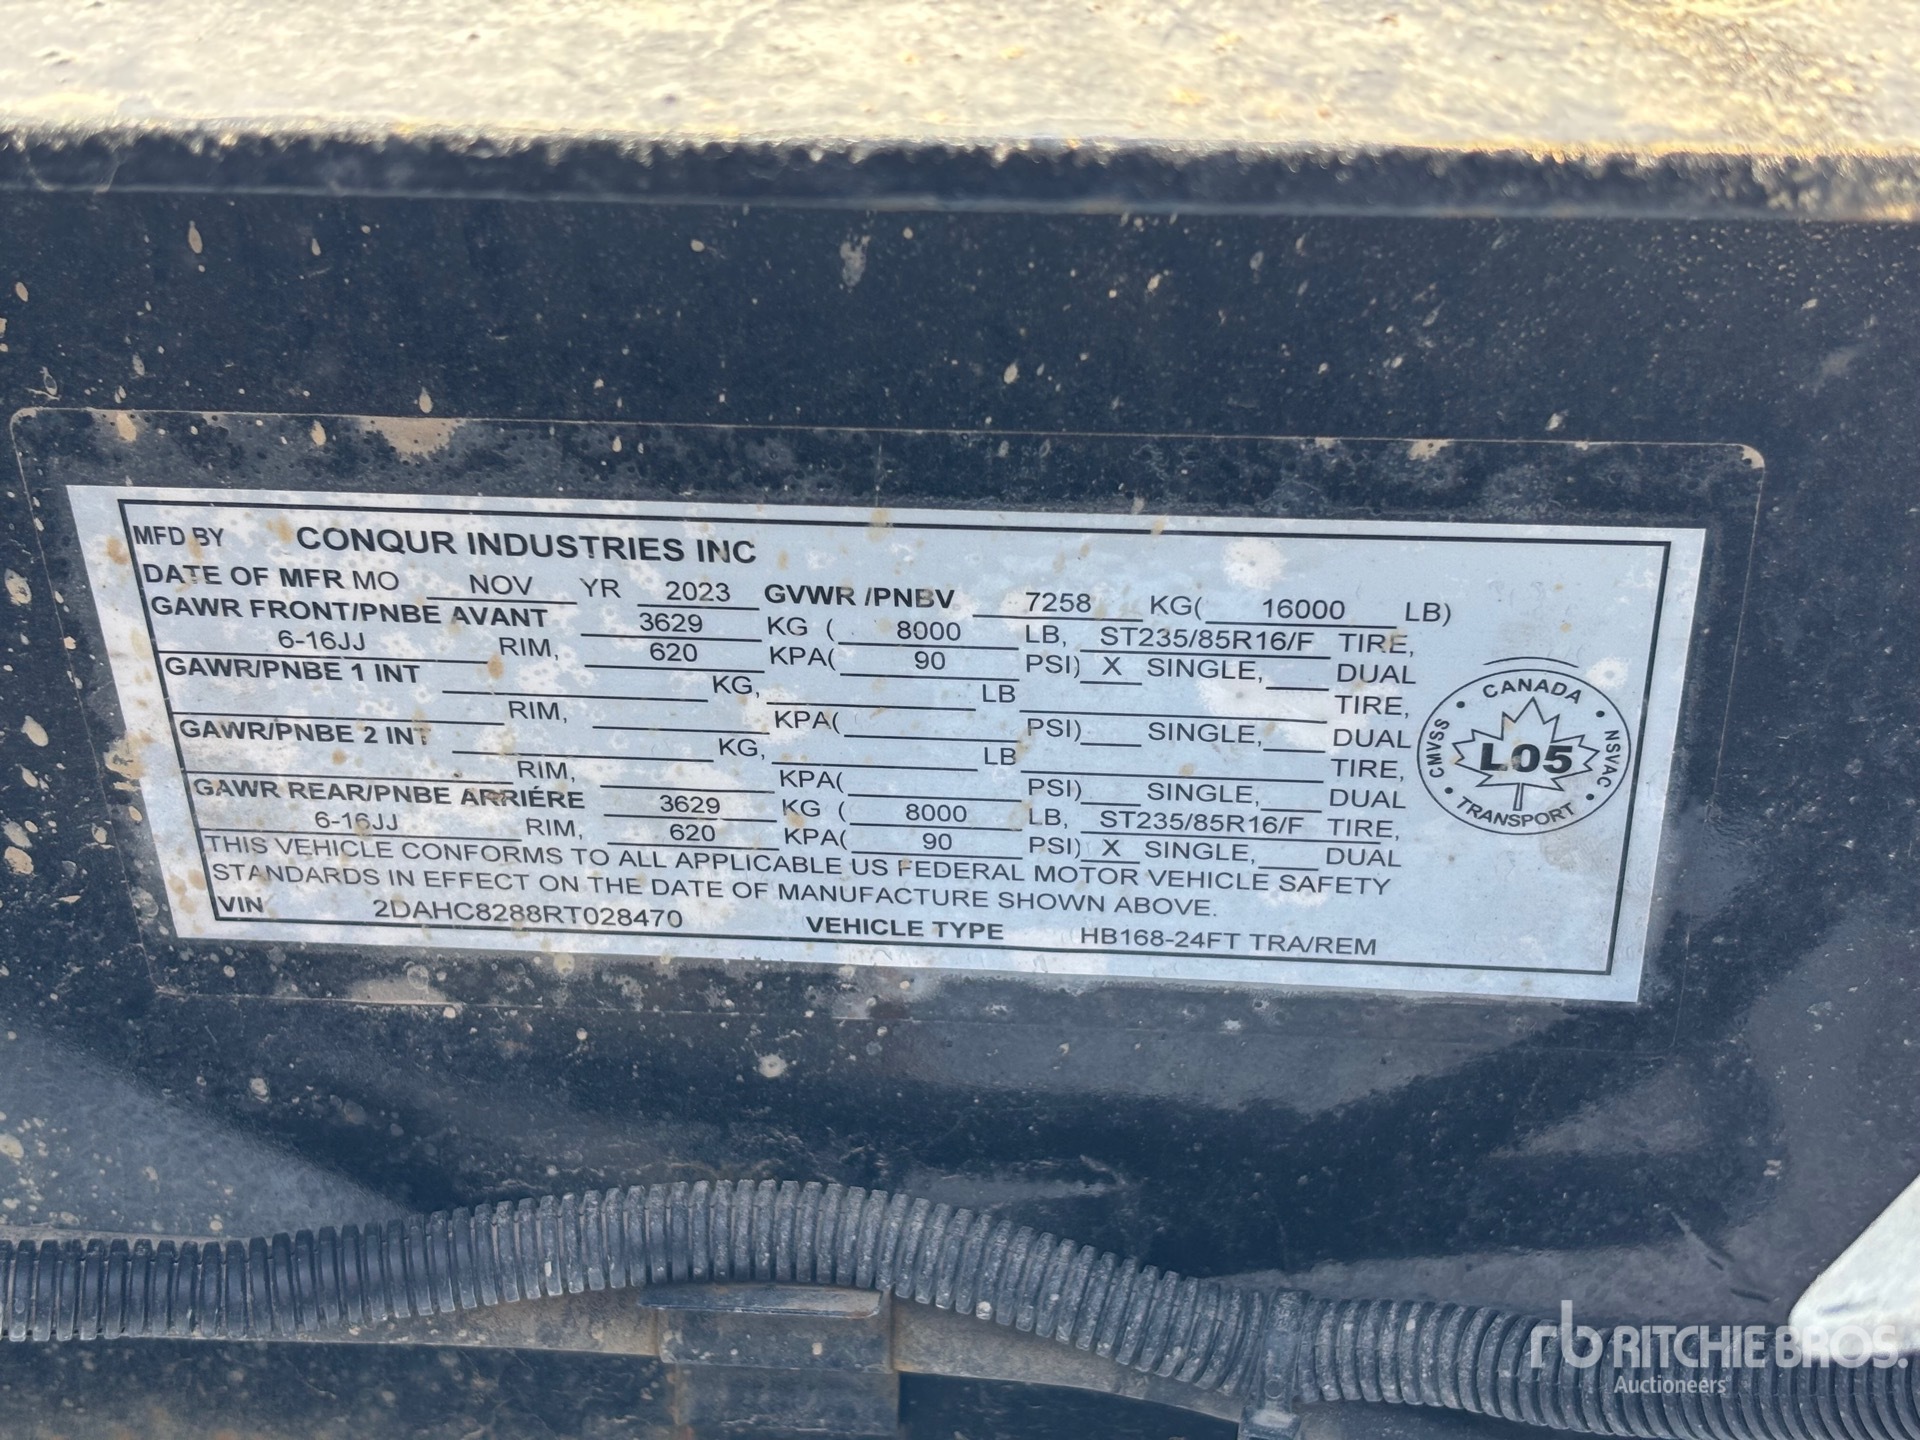 MFD BY CONQUR INDUSTRIES INC
DATE OF MFR MO NOV YR 2023 GVWR /PNBV 7258 KG( 16000 LB)
GAWR FRONT/PNBE AVANT 3629 KG ( 8000 LB, ST235/85R16/F TIRE,
6-16JJ RIM, 620 KPA( 90 PSI) X SINGLE, DUAL
GAWR/PNBE 1 INT KG, LB TIRE,
RIM, KPA( PSI) SINGLE, DUAL
GAWR/PNBE 2 INT KG, LB TIRE,
RIM, KPA( PSI) SINGLE, DUAL
GAWR REAR/PNBE ARRIÉRE 3629 KG ( 8000 LB, ST235/85R16/F TIRE,
6-16JJ RIM, 620 KPA( 90 PSI) X SINGLE, DUAL
THIS VEHICLE CONFORMS TO ALL APPLICABLE US FEDERAL MOTOR VEHICLE SAFETY
STANDARDS IN EFFECT ON THE DATE OF MANUFACTURE SHOWN ABOVE.
VIN 2DAHC8288RT028470 VEHICLE TYPE HB168-24FT TRA/REM
CANADA
CMVSS
L05
NSVAC
TRANSPORT
rb RITCHIE BROS.
Auctioneers